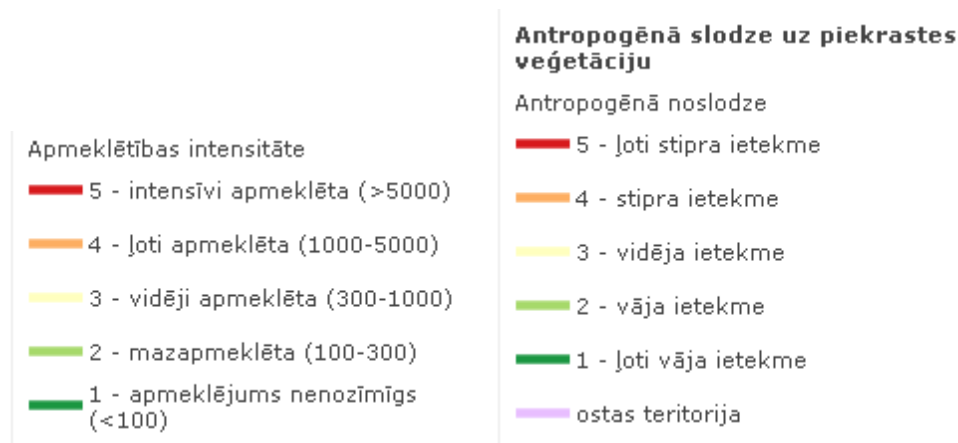 Apmeklētības intensitāte
5 - intensīvi apmeklēta (>5000)
4 - ļoti apmeklēta (1000-5000)
3 - vidēji apmeklēta (300-1000)
2 - mazapmeklēta (100-300)
1 - apmeklējums nenozīmīgs
(<100)
Antropogēnā slodze uz piekrastes
veģetāciju
Antropogēnā noslodze
5 - ļoti stipra ietekme
4 - stipra ietekme
3 - vidēja ietekme
2 - vāja ietekme
1 - ļoti vāja ietekme
ostas teritorija